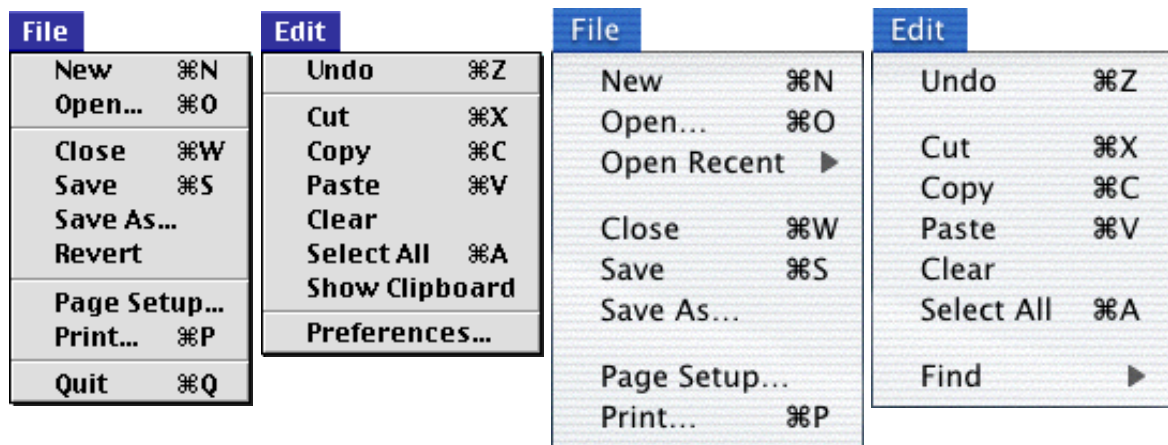 File
New ⌘N
Open... ⌘O
Close ⌘W
Save ⌘S
Save As...
Revert
Page Setup...
Print... ⌘P
Quit ⌘Q
Edit
Undo ⌘Z
Cut ⌘X
Copy ⌘C
Paste ⌘V
Clear
Select All ⌘A
Show Clipboard
Preferences...
File
New ⌘N
Open... ⌘O
Open Recent ▶
Close ⌘W
Save ⌘S
Save As...
Page Setup...
Print... ⌘P
Edit
Undo ⌘Z
Cut ⌘X
Copy ⌘C
Paste ⌘V
Clear
Select All ⌘A
Find ▶